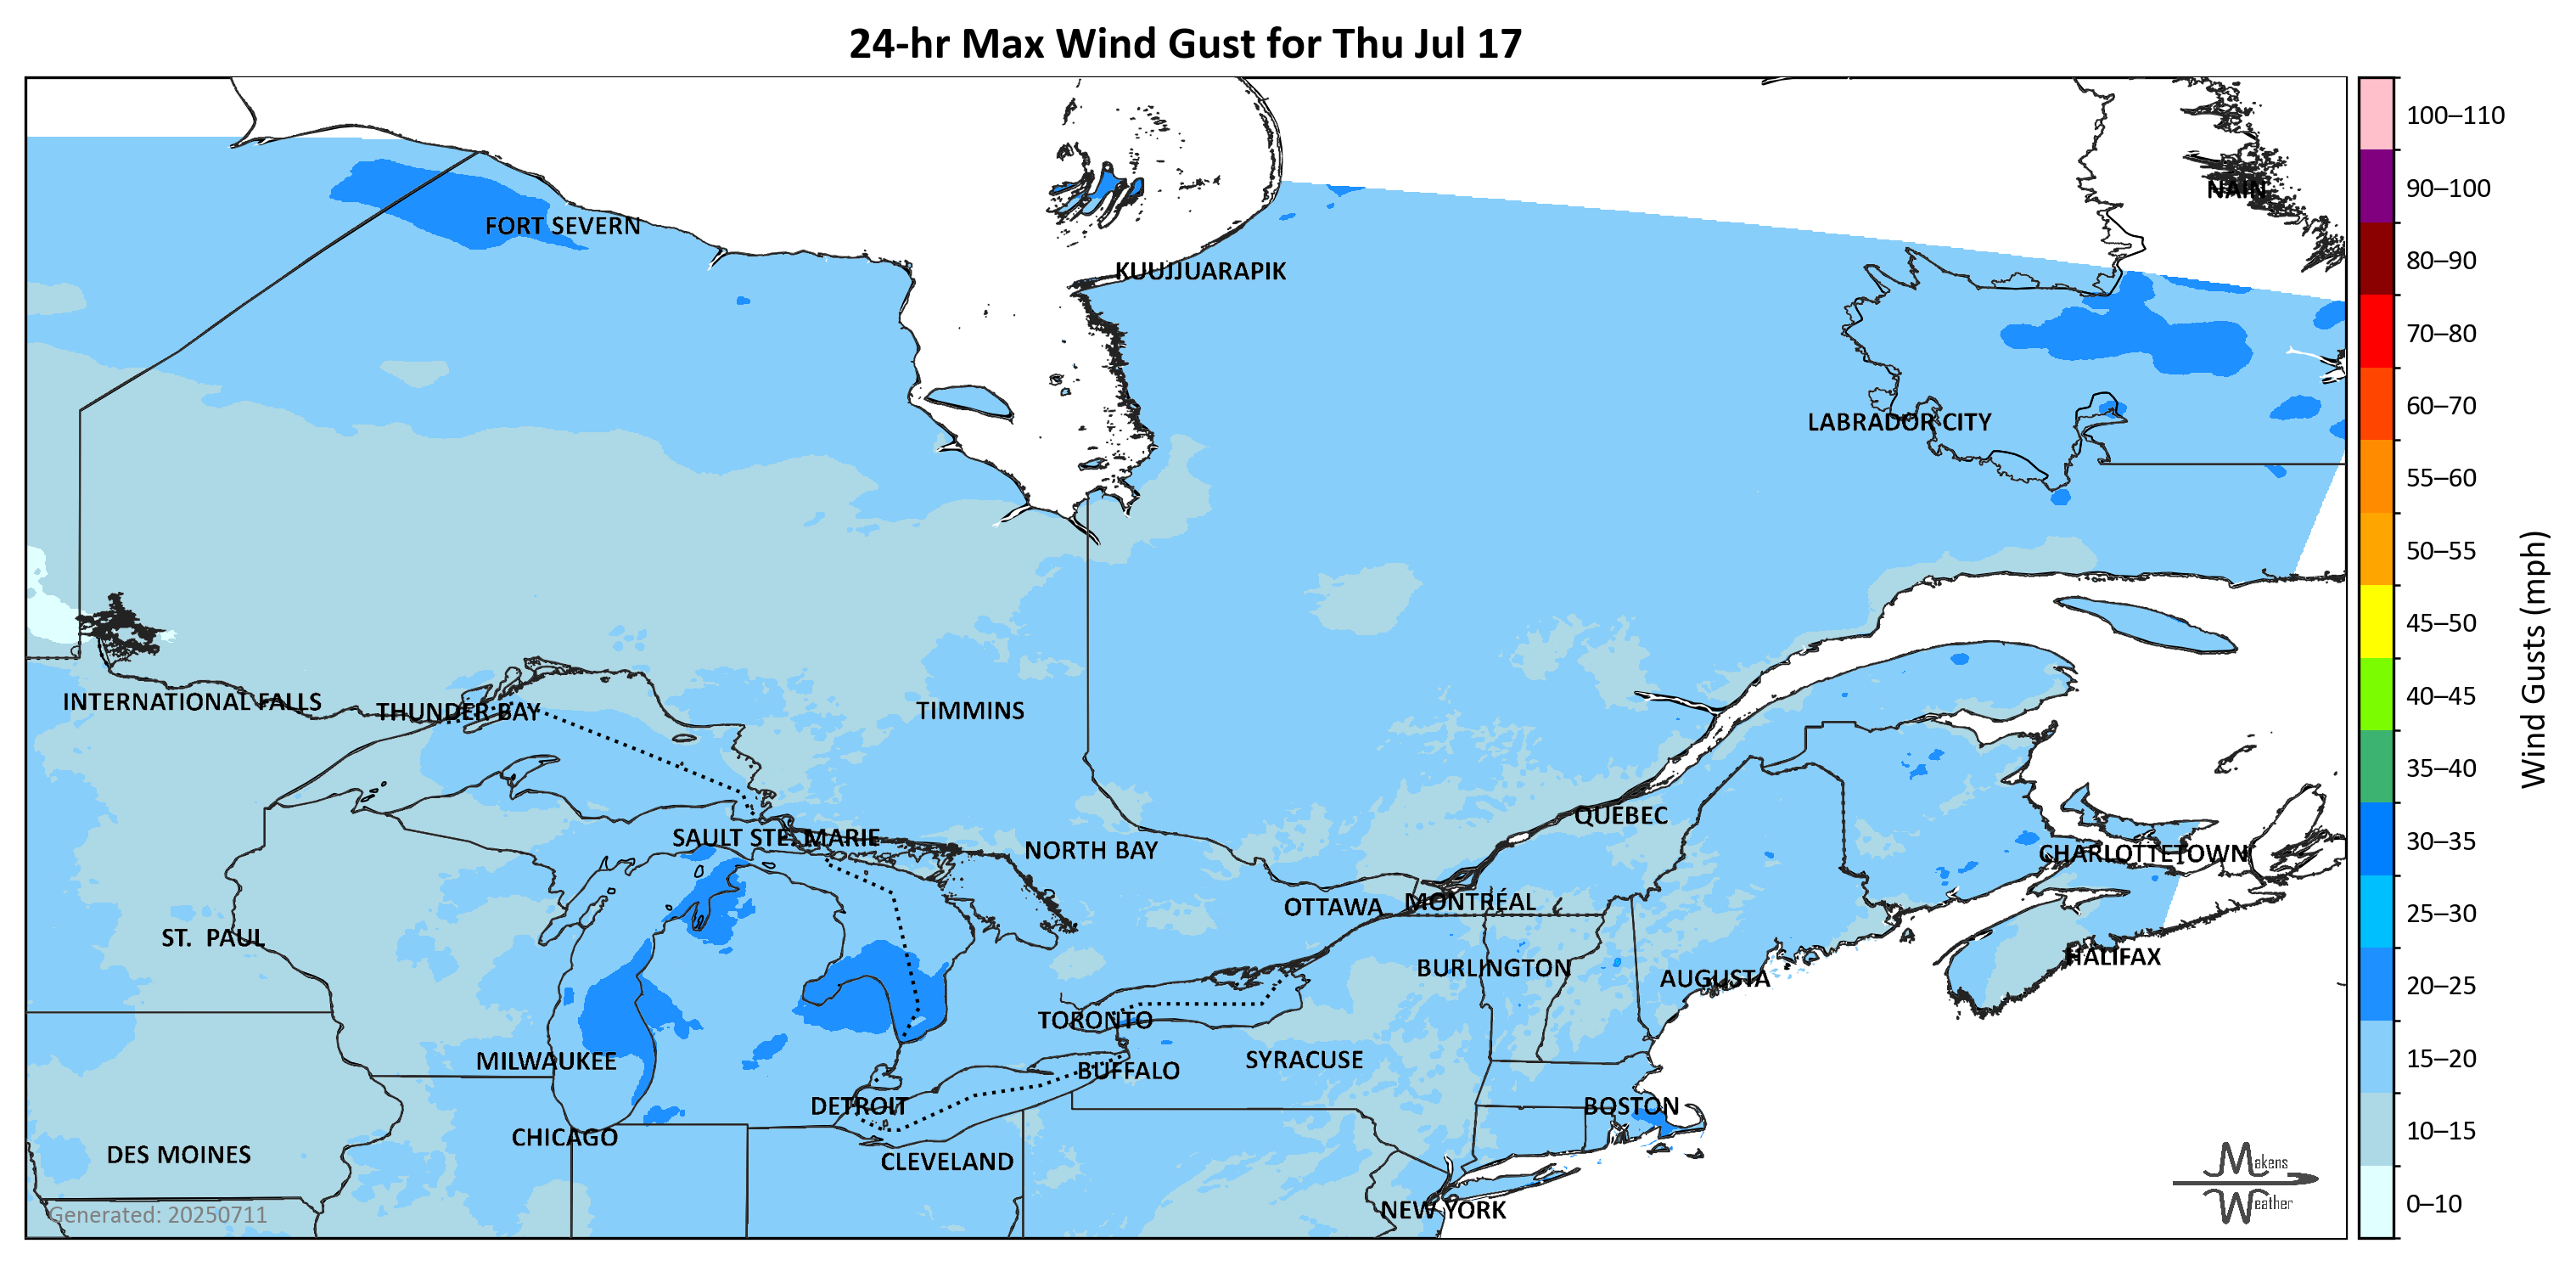 24-hr Max Wind Gust for Thu Jul 17
100–110
90–100
NAIN
FORT SEVERN
80–90
KUUJJUARAPIK
70–80
60–70
LABRADOR CITY
55–60
50–55
45–50
Wind Gusts (mph)
40–45
INTERNATIONAL FALLS
THUNDER BAY
TIMMINS
35–40
QUEBEC
30–35
SAULT STE. MARIE
NORTH BAY
CHARLOTTETOWN
OTTAWA
MONTRÉAL
25–30
ST. PAUL
HALIFAX
BURLINGTON
AUGUSTA
20–25
TORONTO
MILWAUKEE
SYRACUSE
15–20
BUFFALO
DETROIT
BOSTON
CHICAGO
10–15
DES MOINES
CLEVELAND
Makens
Weather
0–10
NEW YORK
Generated: 20250711